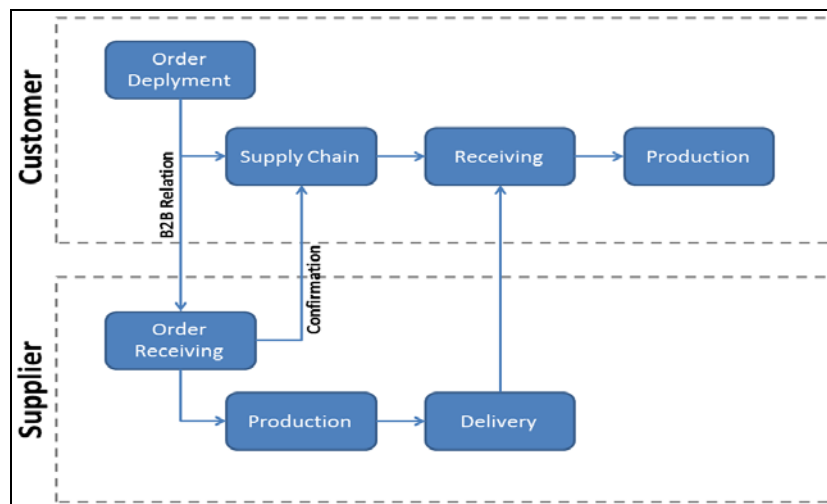 Customer
Order
Deplyment
Supply Chain
Receiving
Production
B2B Relation
Confirmation
Supplier
Order
Receiving
Production
Delivery